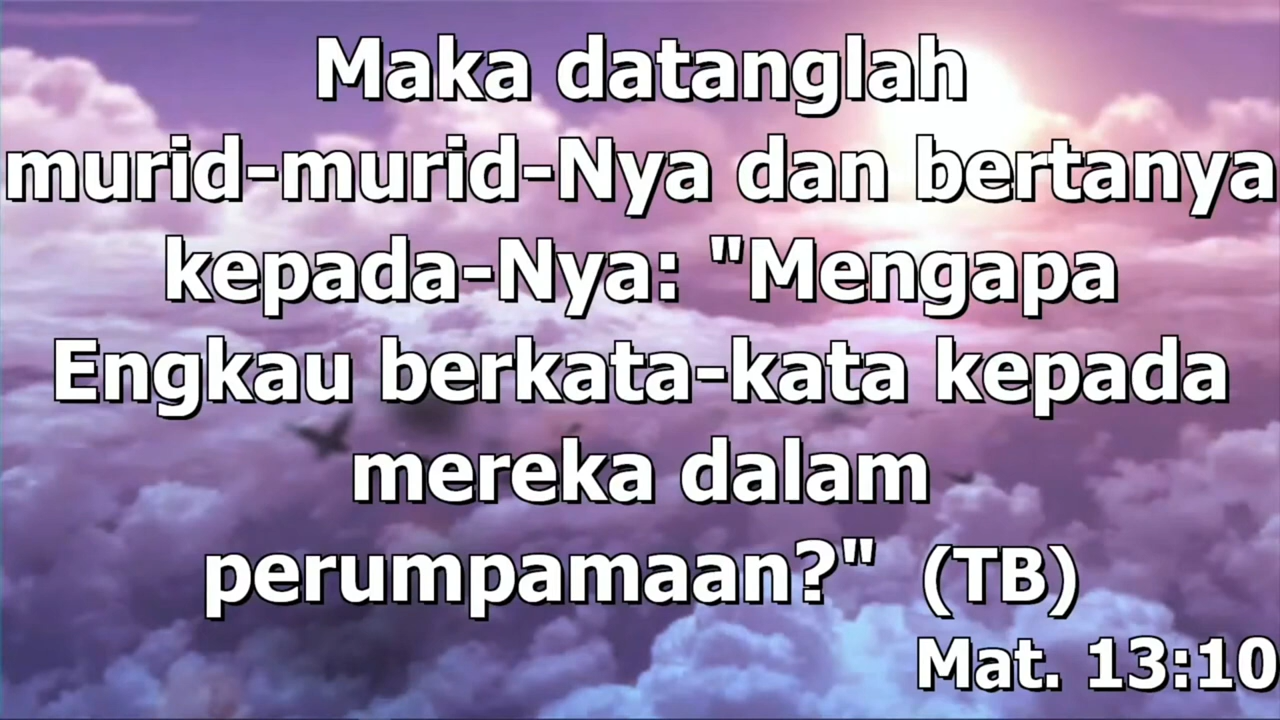 Maka datanglah
murid-murid-Nya dan bertanya
kepada-Nya: "Mengapa
Engkau berkata-kata kepada
mereka dalam
perumpamaan?" (TB)
Mat. 13:10